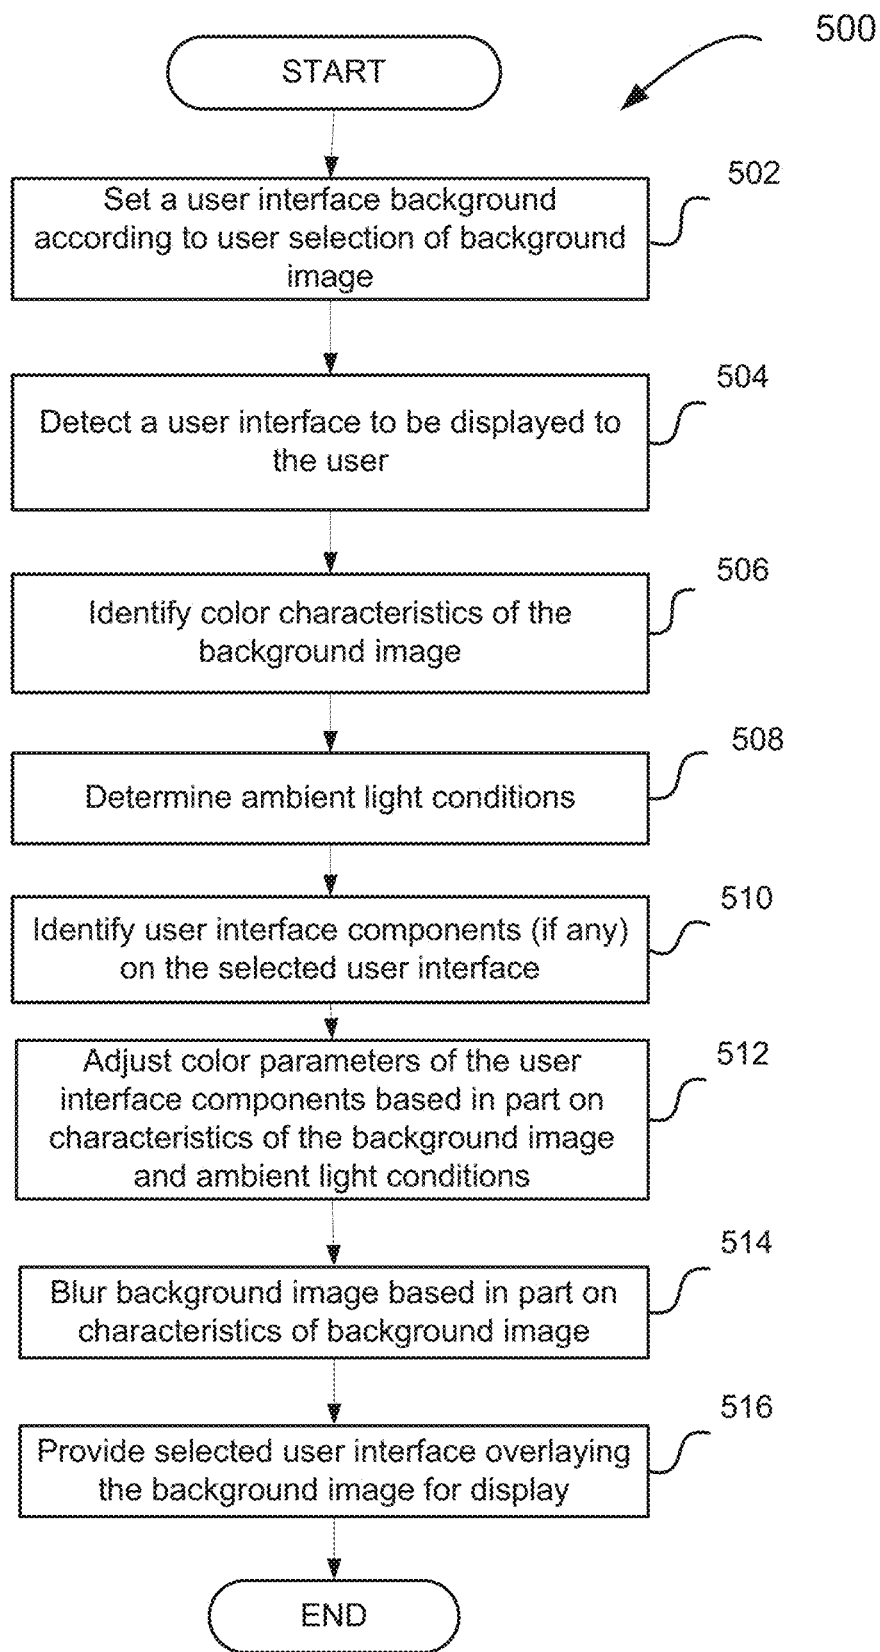 500
START
502
Set a user interface background
according to user selection of background
image
504
Detect a user interface to be displayed to
the user
506
Identify color characteristics of the
background image
508
Determine ambient light conditions
510
Identify user interface components (if any)
on the selected user interface
512
Adjust color parameters of the user
interface components based in part on
characteristics of the background image
and ambient light conditions
514
Blur background image based in part on
characteristics of background image
516
Provide selected user interface overlaying
the background image for display
END